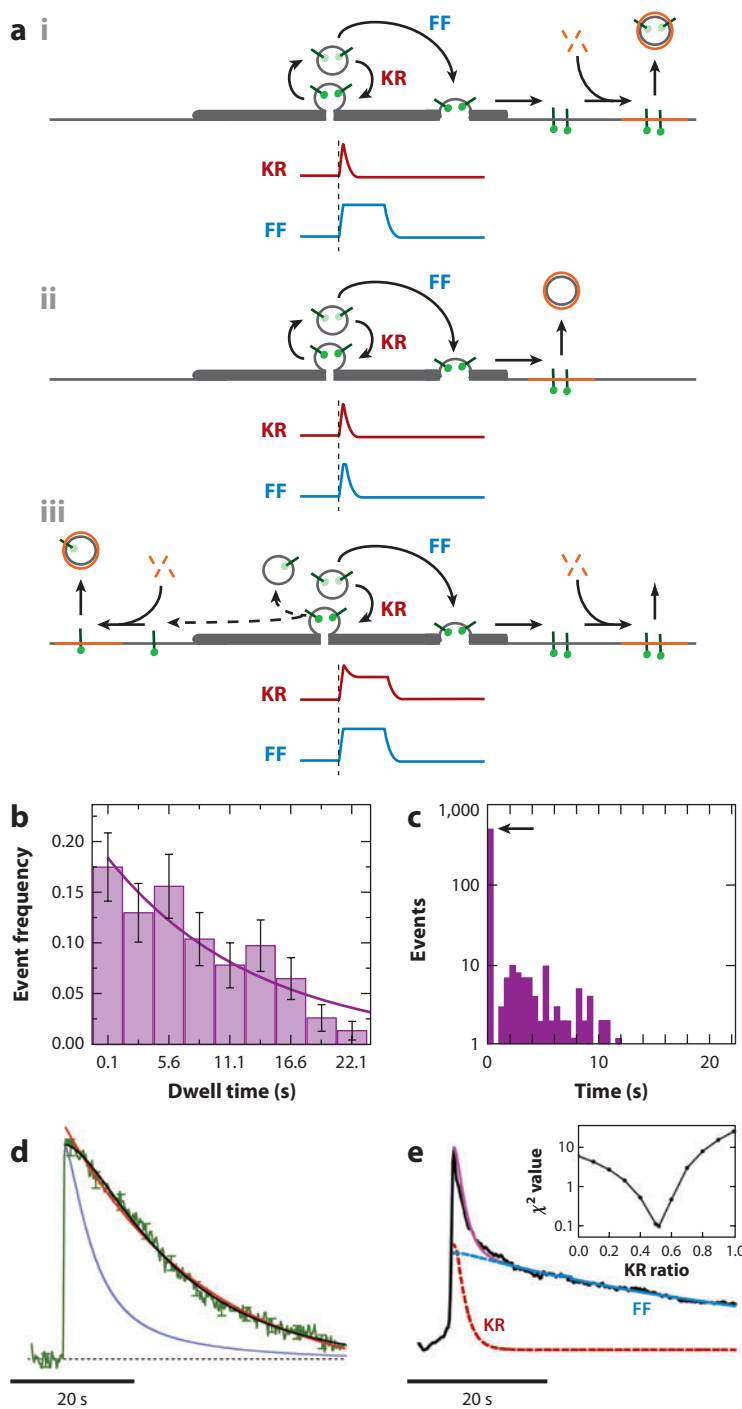 a i
FF
KR
KR
FF
ii
FF
KR
KR
FF
iii
FF
KR
KR
FF
b
Event frequency
0.20
0.15
0.10
0.05
0.00
0.1 5.6 11.1 16.6 22.1
Dwell time (s)
c
Events
1,000
100
10
1
0 10 20
Time (s)
d
20 s
e
χ² value
10
1
0.1
0.0 0.2 0.4 0.6 0.8 1.0
KR ratio
FF
KR
20 s